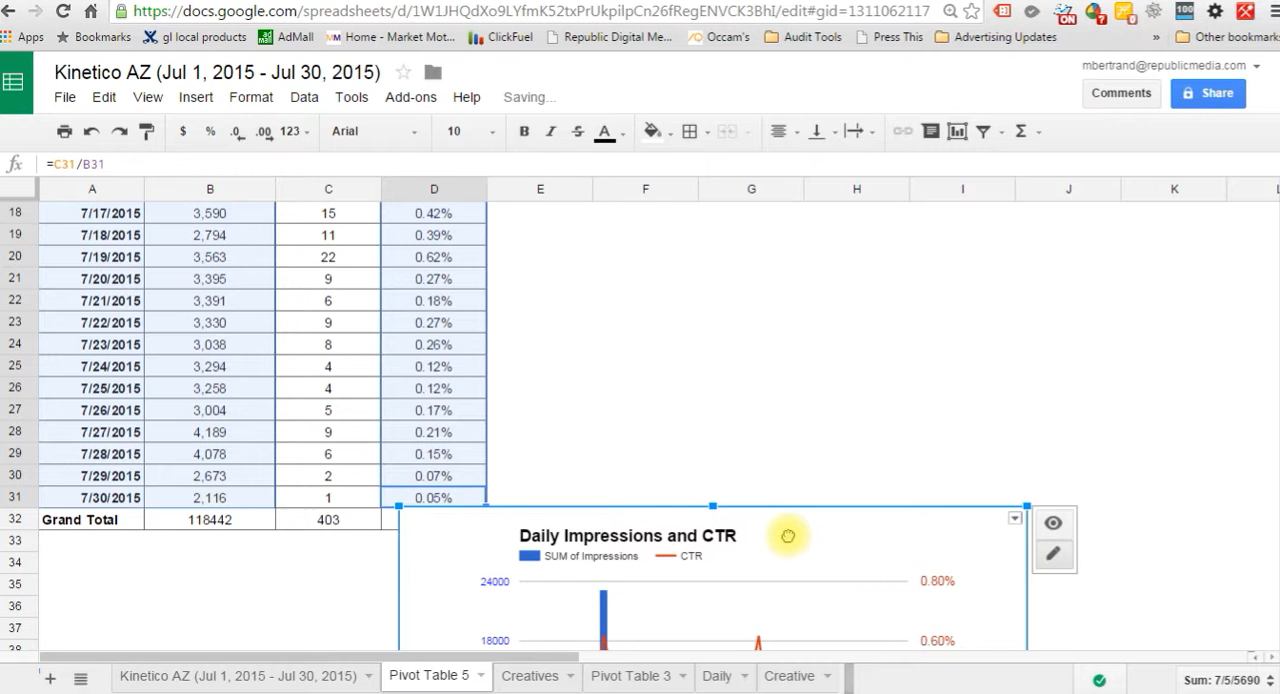 https://docs.google.com/spreadsheets/d/1W1JHQdXo9LYfmK52txPrUkpilpCn26fRegENVCK3BhI/edit#gid=1311062117
ON
?
100
Apps Bookmarks gl local products AdMall Home - Market Mot... ClickFuel Republic Digital Me... Occam's Audit Tools Press This Advertising Updates » Other bookmarks
Kinetico AZ (Jul 1, 2015 - Jul 30, 2015)
mbertrand@republicmedia.com
File Edit View Insert Format Data Tools Add-ons Help Saving...
Comments Share
$ % .0 .00 123 Arial 10 B I S A Σ
fx =C31/B31
A B C D E F G H I J K L
18 7/17/2015 3,590 15 0.42%
19 7/18/2015 2,794 11 0.39%
20 7/19/2015 3,563 22 0.62%
21 7/20/2015 3,395 9 0.27%
22 7/21/2015 3,391 6 0.18%
23 7/22/2015 3,330 9 0.27%
24 7/23/2015 3,038 8 0.26%
25 7/24/2015 3,294 4 0.12%
26 7/25/2015 3,258 4 0.12%
27 7/26/2015 3,004 5 0.17%
28 7/27/2015 4,189 9 0.21%
29 7/28/2015 4,078 6 0.15%
30 7/29/2015 2,673 2 0.07%
31 7/30/2015 2,116 1 0.05%
32 Grand Total 118442 403
33
34
35
36
37
38
Daily Impressions and CTR
SUM of Impressions CTR
24000 0.80%
18000 0.60%
+ Kinetico AZ (Jul 1, 2015 - Jul 30, 2015) Pivot Table 5 Creatives Pivot Table 3 Daily Creative Sum: 7/5/5690